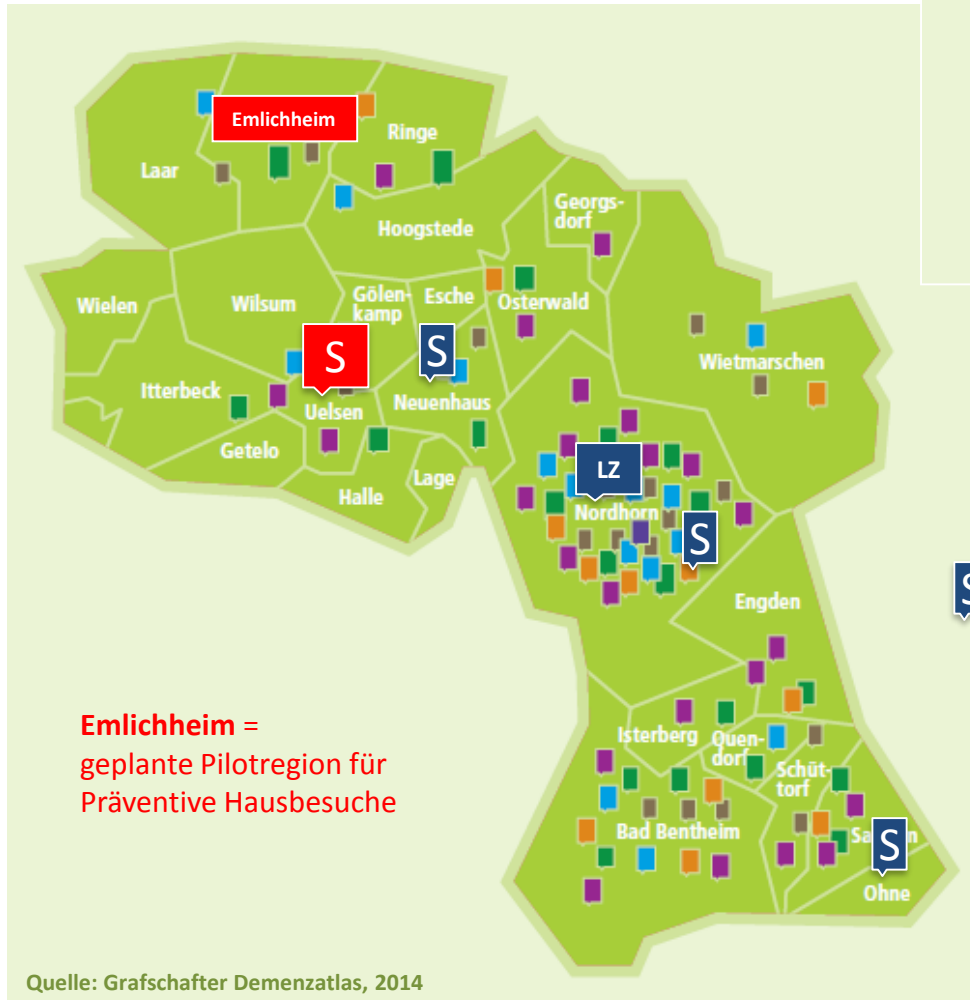 Emlichheim
Ringe
Laar
Georgs-
dorf
Hoogstede
Wielen
Wilsum
Gölen-
kamp
Esche
Osterwald
S
S
Wietmarschen
Itterbeck
Uelsen
Neuenhaus
Getelo
Lage
Halle
LZ
Nordhorn
S
S
Engden
Emlichheim =
geplante Pilotregion für
Präventive Hausbesuche
Isterberg
Quen-
dorf
Schüt-
torf
Bad Bentheim
S
Ohne
Quelle: Grafschafter Demenzatlas, 2014